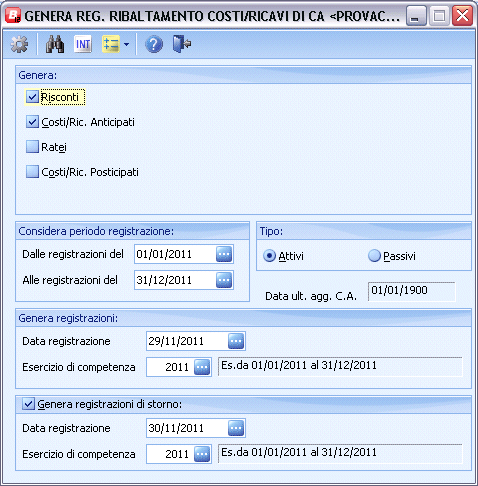 GENERA REG. RIBALTAMENTO COSTI/RICAVI DI CA <PROVAC...
INT
Genera:
Risconti
Costi/Ric. Anticipati
Ratei
Costi/Ric. Posticipati
Considera periodo registrazione:
Dalle registrazioni del 01/01/2011 ...
Alle registrazioni del 31/12/2011 ...
Tipo:
Attivi Passivi
Data ult. agg. C.A. 01/01/1900
Genera registrazioni:
Data registrazione 29/11/2011 ...
Esercizio di competenza 2011 ... Es.da 01/01/2011 al 31/12/2011
Genera registrazioni di storno:
Data registrazione 30/11/2011 ...
Esercizio di competenza 2011 ... Es.da 01/01/2011 al 31/12/2011